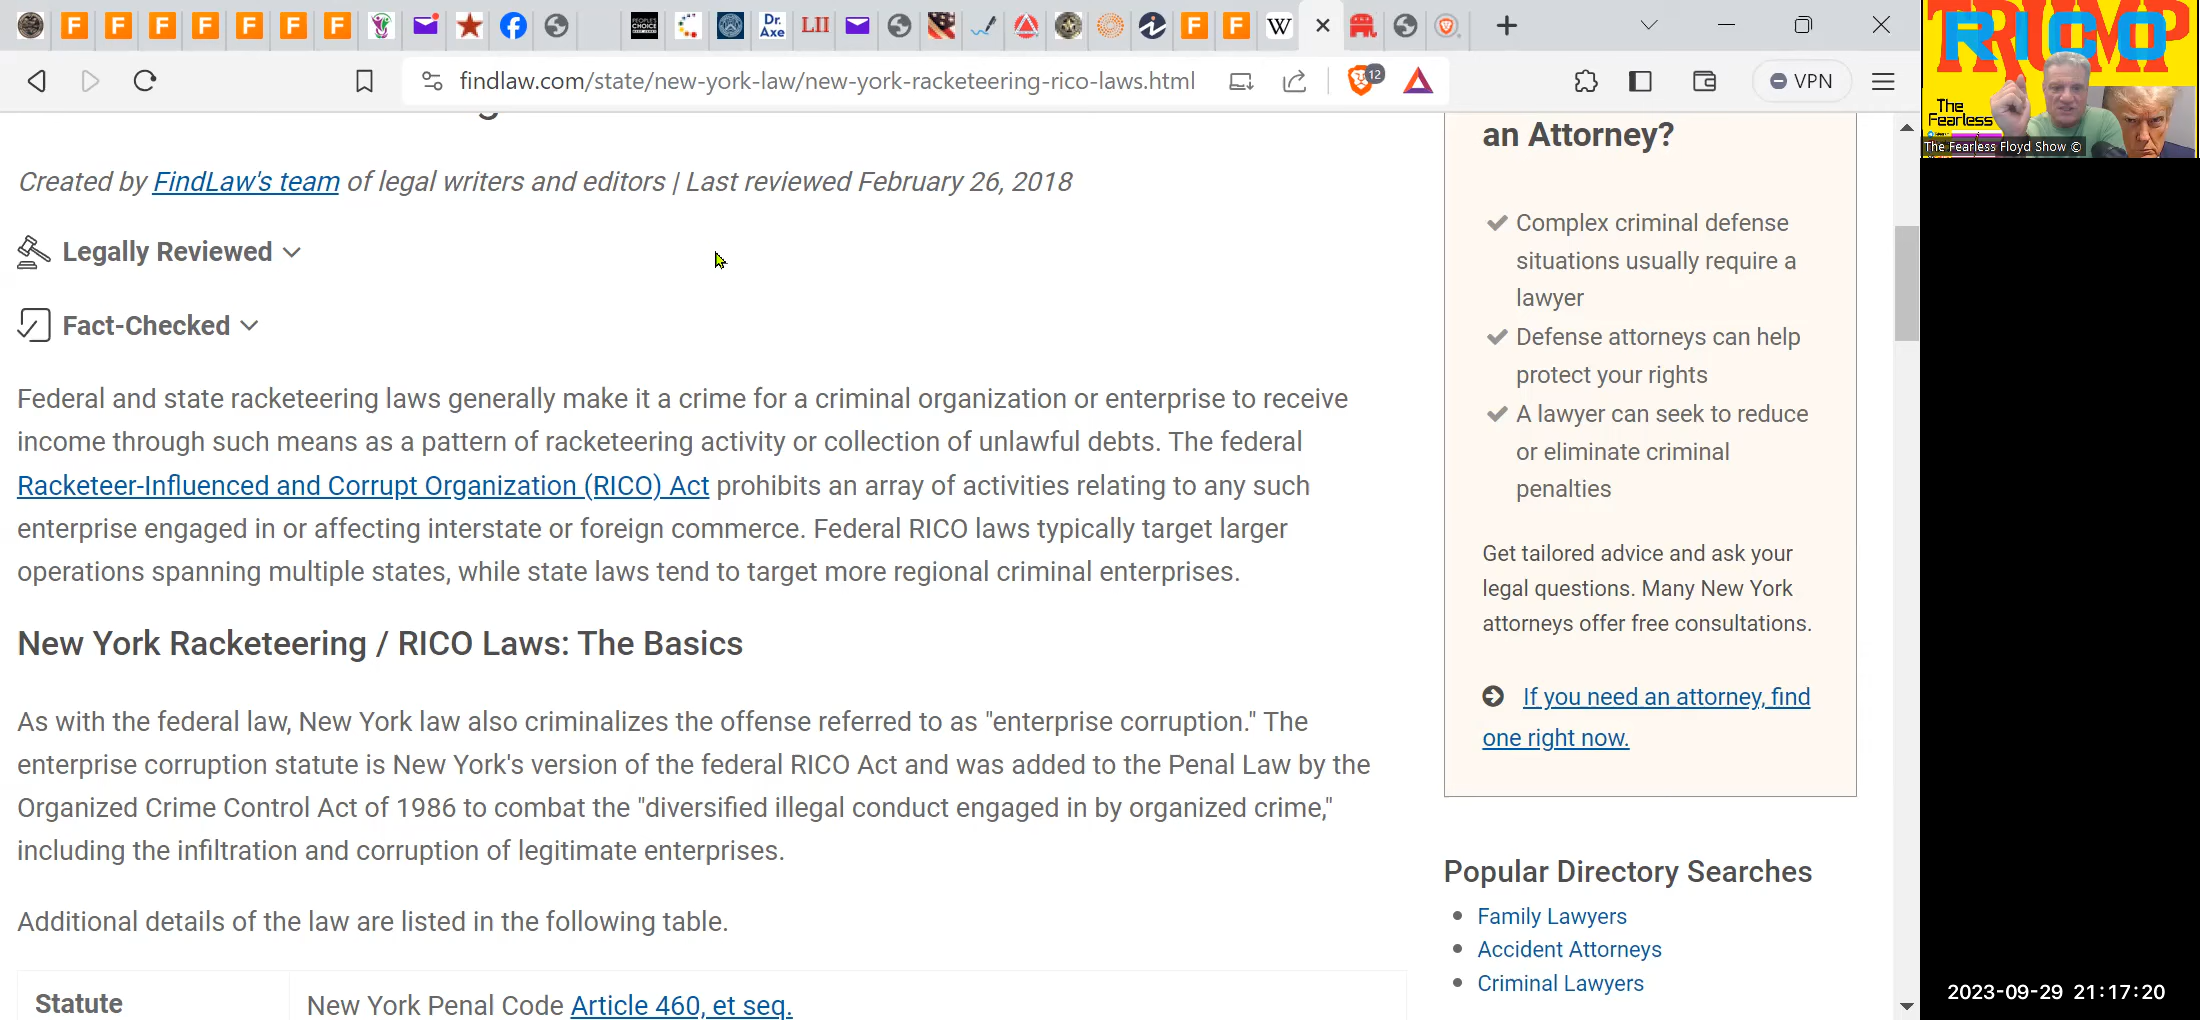 F F F F F F F
PEOPLE'S CHOICE
Dr. Axe
LII
F F W
findlaw.com/state/new-york-law/new-york-racketeering-rico-laws.html
12
VPN
TRUMP
RICO
The Fearless
The Fearless Floyd Show ©
Created by FindLaw's team of legal writers and editors | Last reviewed February 26, 2018
Legally Reviewed
Fact-Checked
Federal and state racketeering laws generally make it a crime for a criminal organization or enterprise to receive
income through such means as a pattern of racketeering activity or collection of unlawful debts. The federal
Racketeer-Influenced and Corrupt Organization (RICO) Act prohibits an array of activities relating to any such
enterprise engaged in or affecting interstate or foreign commerce. Federal RICO laws typically target larger
operations spanning multiple states, while state laws tend to target more regional criminal enterprises.
New York Racketeering / RICO Laws: The Basics
As with the federal law, New York law also criminalizes the offense referred to as "enterprise corruption." The
enterprise corruption statute is New York's version of the federal RICO Act and was added to the Penal Law by the
Organized Crime Control Act of 1986 to combat the "diversified illegal conduct engaged in by organized crime,"
including the infiltration and corruption of legitimate enterprises.
Additional details of the law are listed in the following table.
Statute
New York Penal Code Article 460, et seq.
an Attorney?
Complex criminal defense
situations usually require a
lawyer
Defense attorneys can help
protect your rights
A lawyer can seek to reduce
or eliminate criminal
penalties
Get tailored advice and ask your
legal questions. Many New York
attorneys offer free consultations.
If you need an attorney, find
one right now.
Popular Directory Searches
Family Lawyers
Accident Attorneys
Criminal Lawyers
2023-09-29 21:17:20